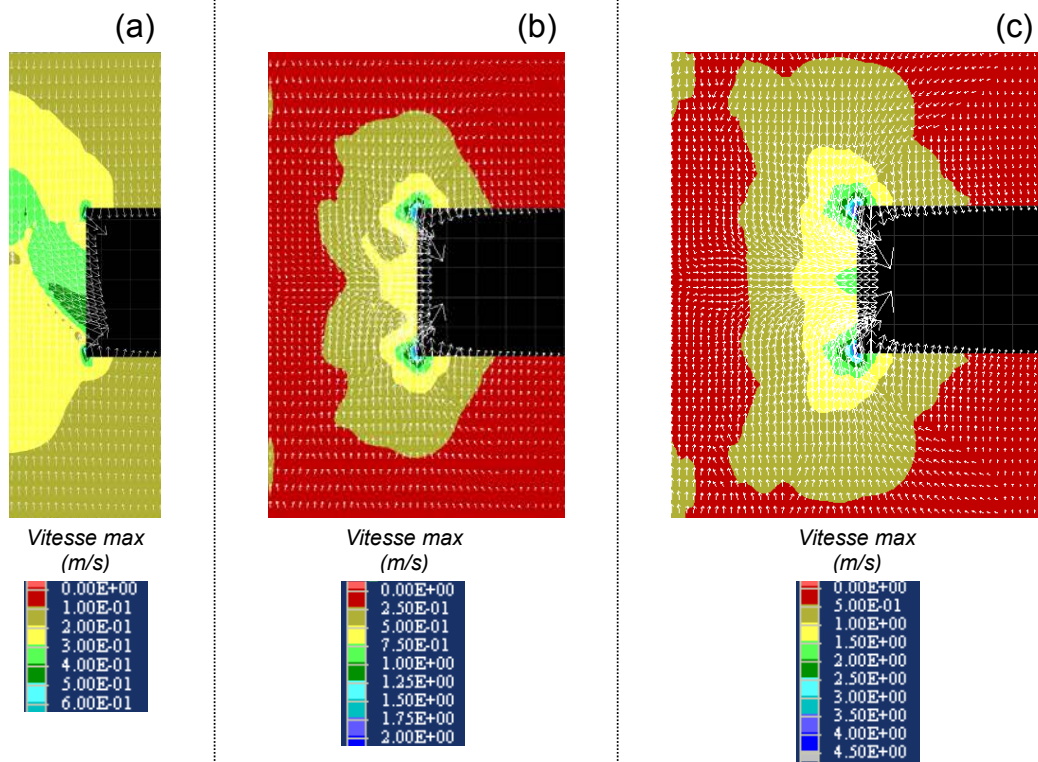 (a)
(b)
(c)
Vitesse max
(m/s)
Vitesse max
(m/s)
Vitesse max
(m/s)
0.00E+00
1.00E-01
2.00E-01
3.00E-01
4.00E-01
5.00E-01
6.00E-01
0.00E+00
2.50E-01
5.00E-01
7.50E-01
1.00E+00
1.25E+00
1.50E+00
1.75E+00
2.00E+00
0.00E+00
5.00E-01
1.00E+00
1.50E+00
2.00E+00
2.50E+00
3.00E+00
3.50E+00
4.00E+00
4.50E+00